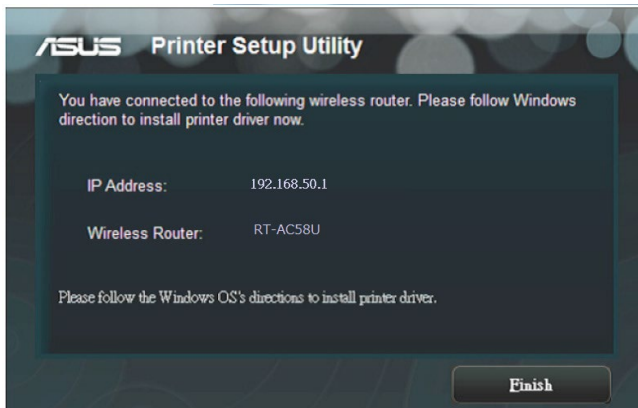 ASUS Printer Setup Utility
You have connected to the following wireless router. Please follow Windows
direction to install printer driver now.
IP Address: 192.168.50.1
Wireless Router: RT-AC58U
Please follow the Windows OS's directions to install printer driver.
Finish